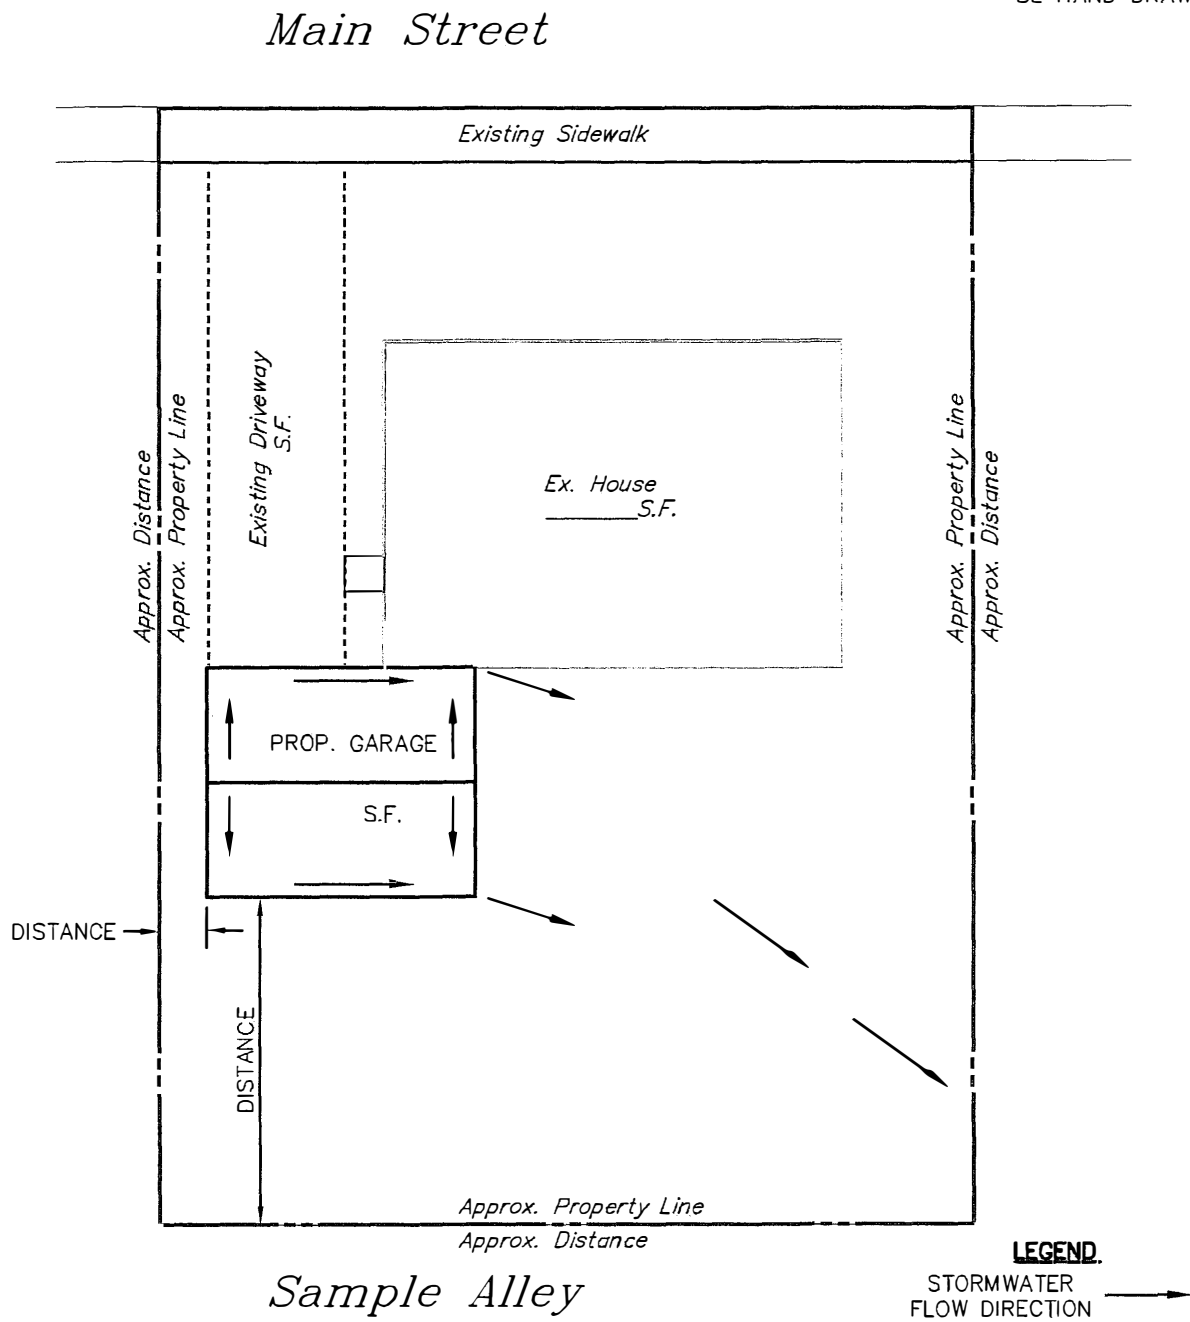 Main Street
Existing Sidewalk
Existing Driveway
S.F.
Approx. Distance
Approx. Property Line
Approx. Property Line
Approx. Distance
Ex. House
S.F.
PROP. GARAGE
S.F.
DISTANCE
DISTANCE
Approx. Property Line
Approx. Distance
Sample Alley
LEGEND.
STORMWATER
FLOW DIRECTION